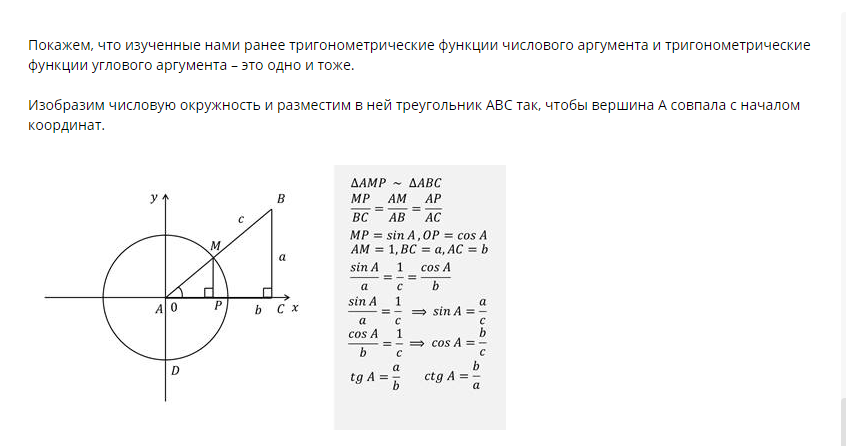 Покажем, что изученные нами ранее тригонометрические функции числового аргумента и тригонометрические
функции углового аргумента – это одно и тоже.
Изобразим числовую окружность и разместим в ней треугольник АВС так, чтобы вершина А совпала с началом
координат.
y
B
c
M
a
A 0 P b C x
D
ΔAMP ~ ΔABC
MP/BC = AM/AB = AP/AC
MP = sin A, OP = cos A
AM = 1, BC = a, AC = b
sin A/a = 1/c = cos A/b
sin A/a = 1/c ⟹ sin A = a/c
cos A/b = 1/c ⟹ cos A = b/c
tg A = a/b ctg A = b/a